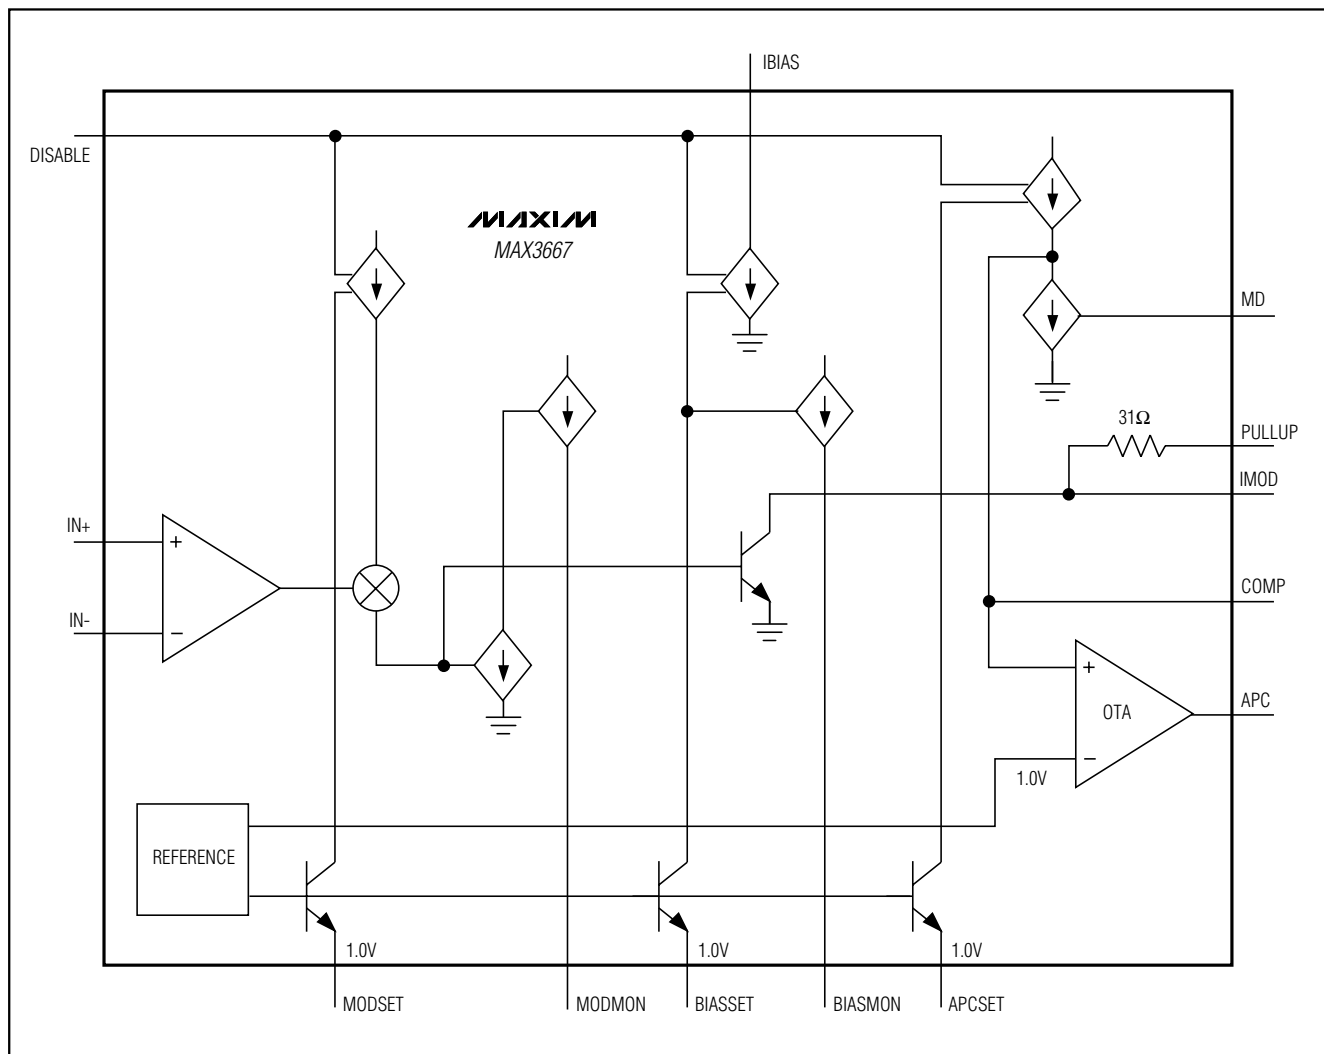 IBIAS
DISABLE
MAXIM
MAX3667
MD
31Ω
PULLUP
IMOD
IN+
+
COMP
IN-
−
+
OTA
APC
−
1.0V
REFERENCE
1.0V
1.0V
1.0V
MODSET
MODMON
BIASSET
BIASMON
APCSET